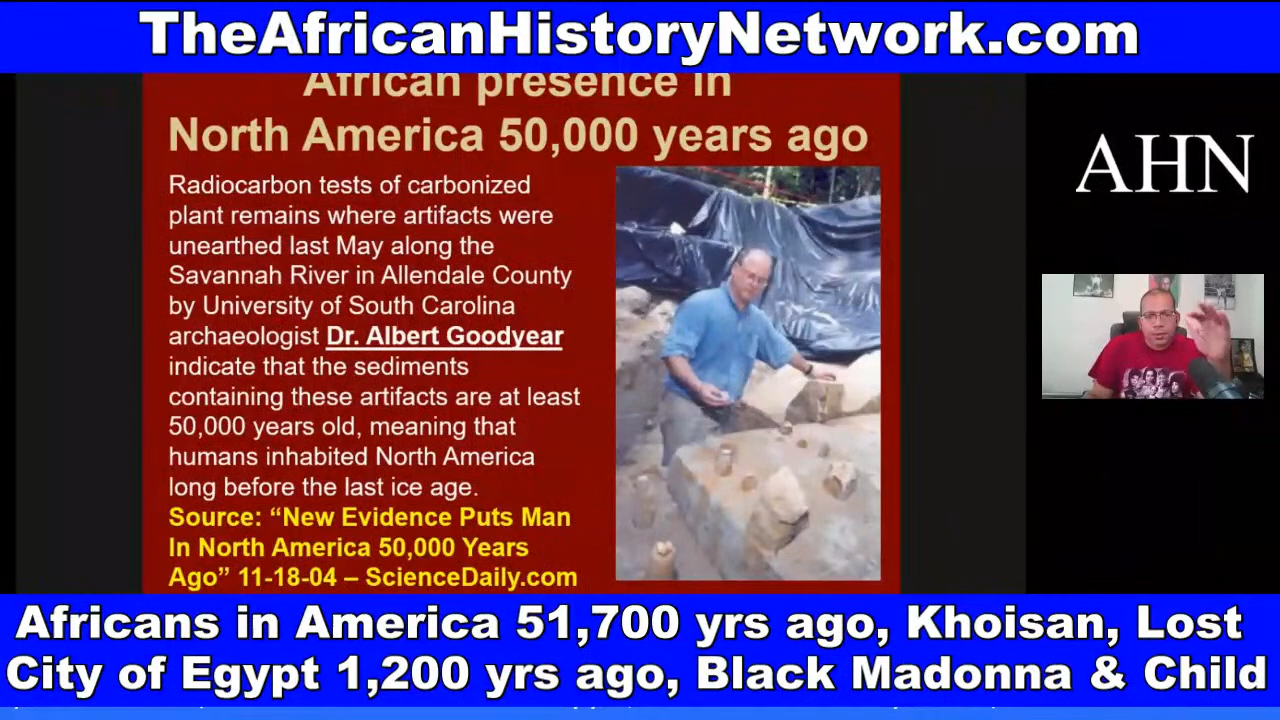 TheAfricanHistoryNetwork.com
African presence in
North America 50,000 years ago
AHN
Radiocarbon tests of carbonized
plant remains where artifacts were
unearthed last May along the
Savannah River in Allendale County
by University of South Carolina
archaeologist Dr. Albert Goodyear
indicate that the sediments
containing these artifacts are at least
50,000 years old, meaning that
humans inhabited North America
long before the last ice age.
Source: “New Evidence Puts Man
In North America 50,000 Years
Ago” 11-18-04 – ScienceDaily.com
Africans in America 51,700 yrs ago, Khoisan, Lost
City of Egypt 1,200 yrs ago, Black Madonna & Child